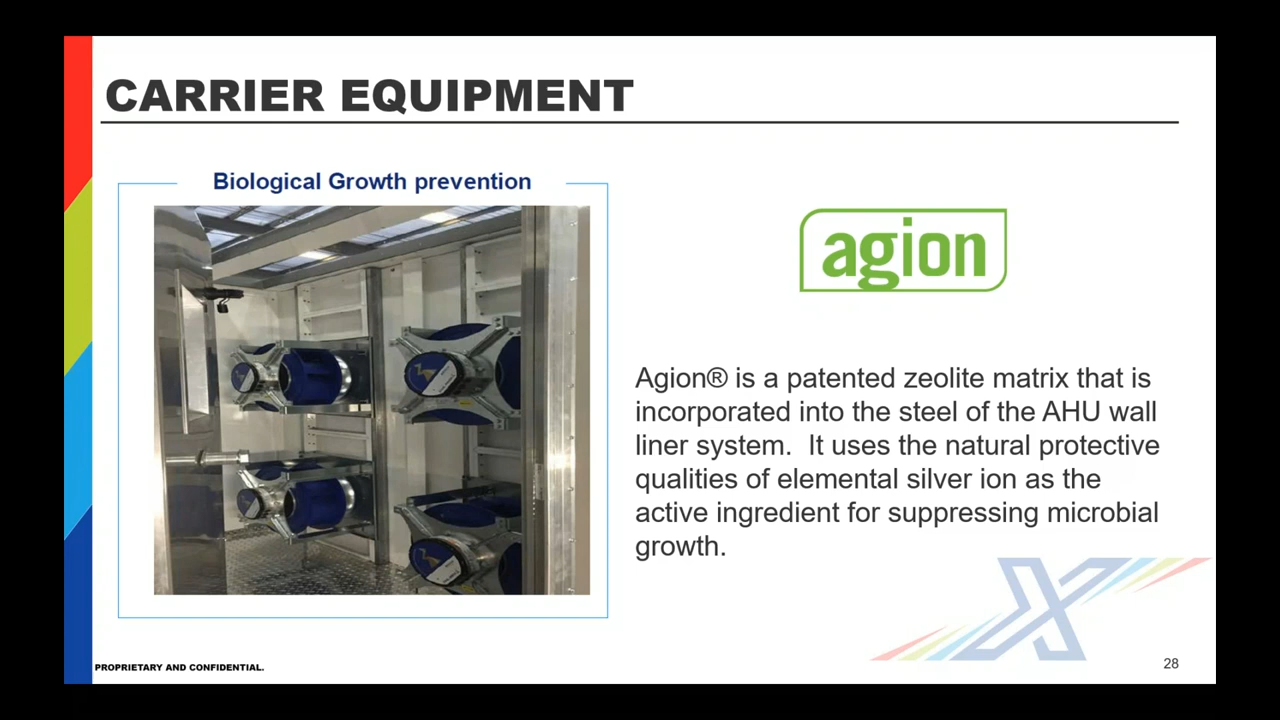 CARRIER EQUIPMENT
Biological Growth prevention
agion
Agion® is a patented zeolite matrix that is
incorporated into the steel of the AHU wall
liner system.  It uses the natural protective
qualities of elemental silver ion as the
active ingredient for suppressing microbial
growth.
X
PROPRIETARY AND CONFIDENTIAL.
28